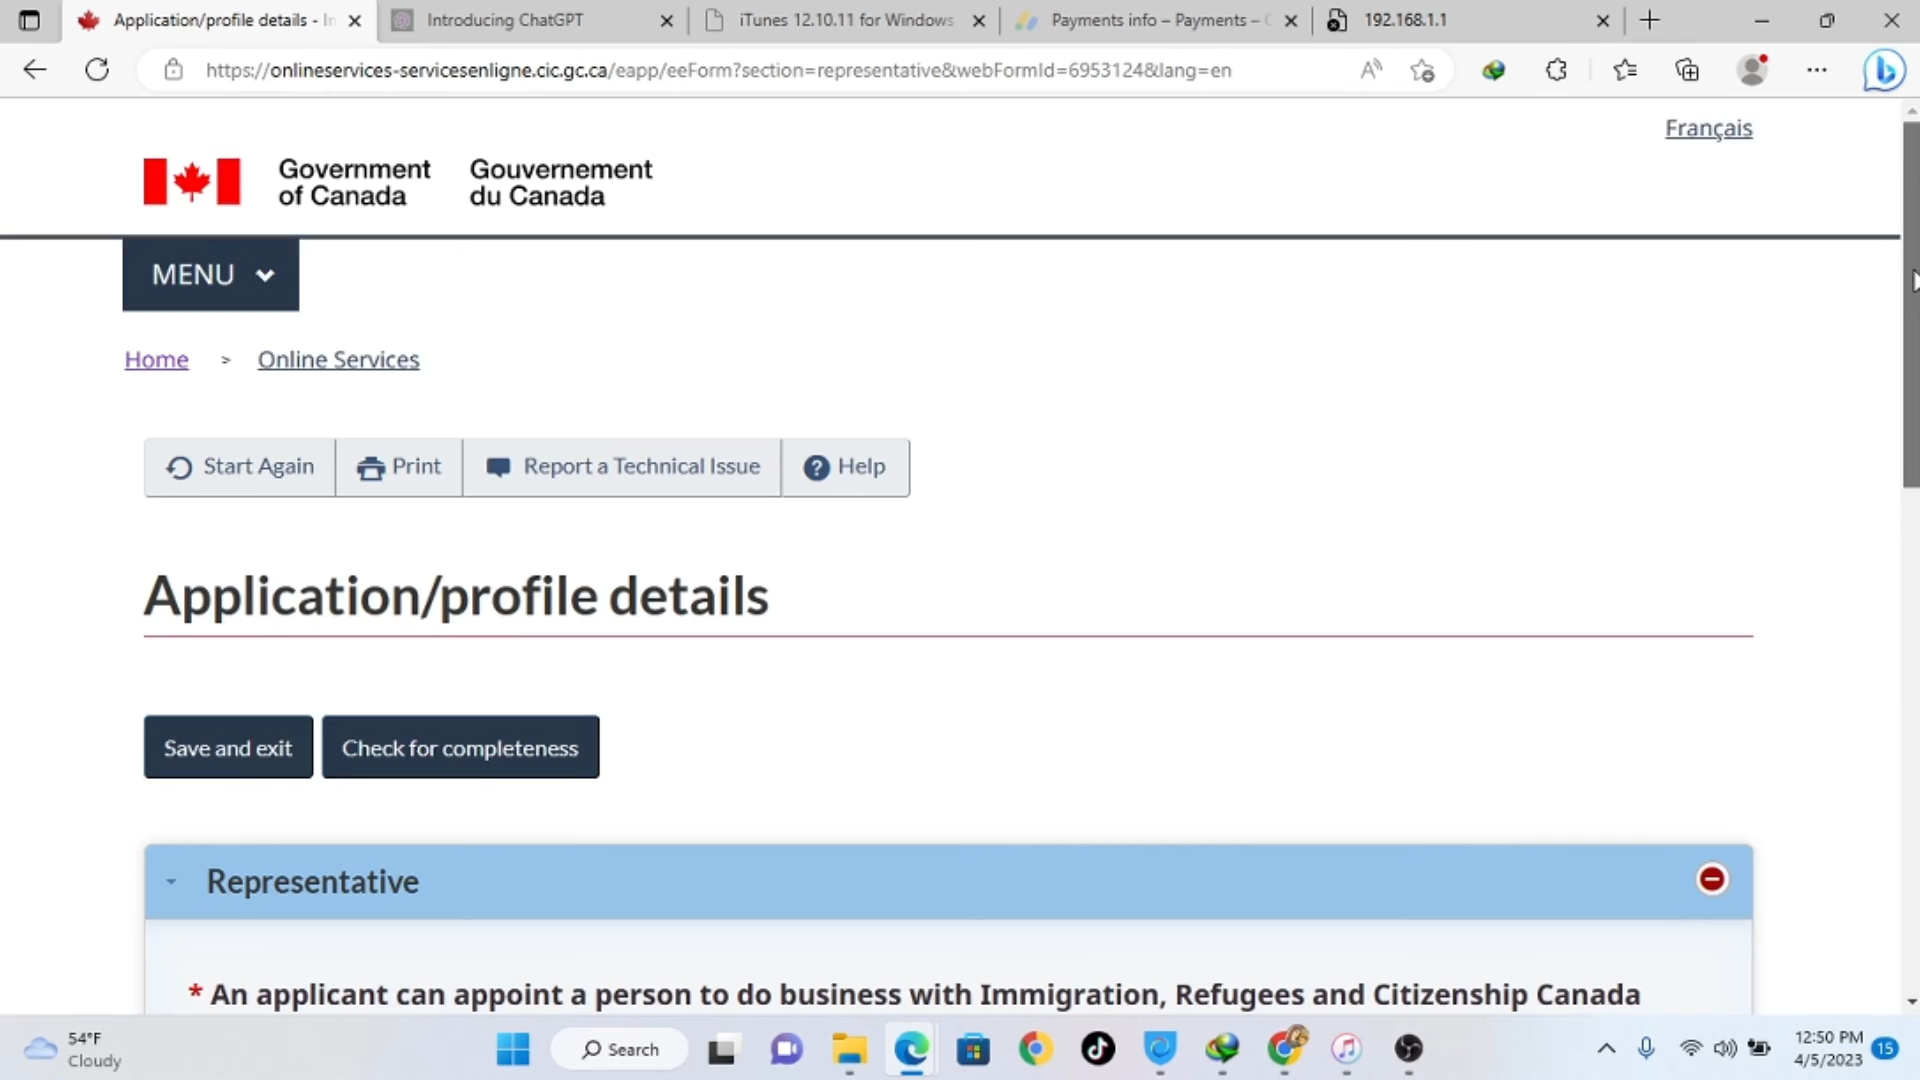 Application/profile details - In
Introducing ChatGPT
iTunes 12.10.11 for Windows
Payments info – Payments –
192.168.1.1
https://onlineservices-servicesenligne.cic.gc.ca/eapp/eeForm?section=representative&webFormId=6953124&lang=en
Français
Government of Canada
Gouvernement du Canada
MENU
Home > Online Services
Start Again
Print
Report a Technical Issue
Help
Application/profile details
Save and exit
Check for completeness
Representative
* An applicant can appoint a person to do business with Immigration, Refugees and Citizenship Canada
54°F
Cloudy
Search
12:50 PM
4/5/2023
15